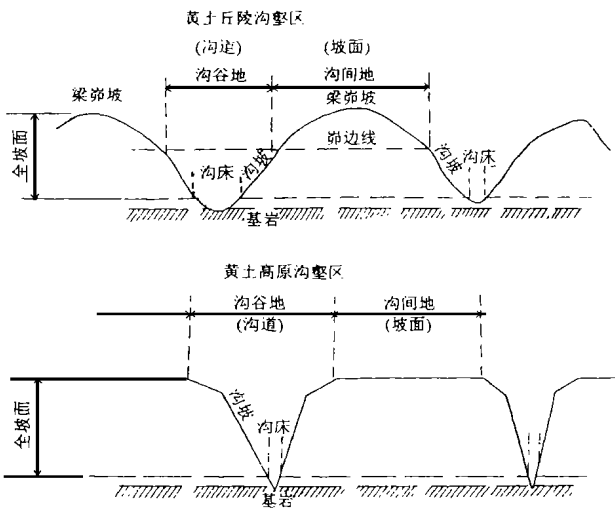 黄土丘陵沟壑区
(沟道) (坡面)
沟谷地 沟间地
梁峁坡 梁峁坡
全坡面
峁边线
沟床 沟坡 沟坡 沟床
基岩
黄土高原沟壑区
沟谷地 沟间地
(沟道) (坡面)
全坡面
沟坡
沟床
基岩